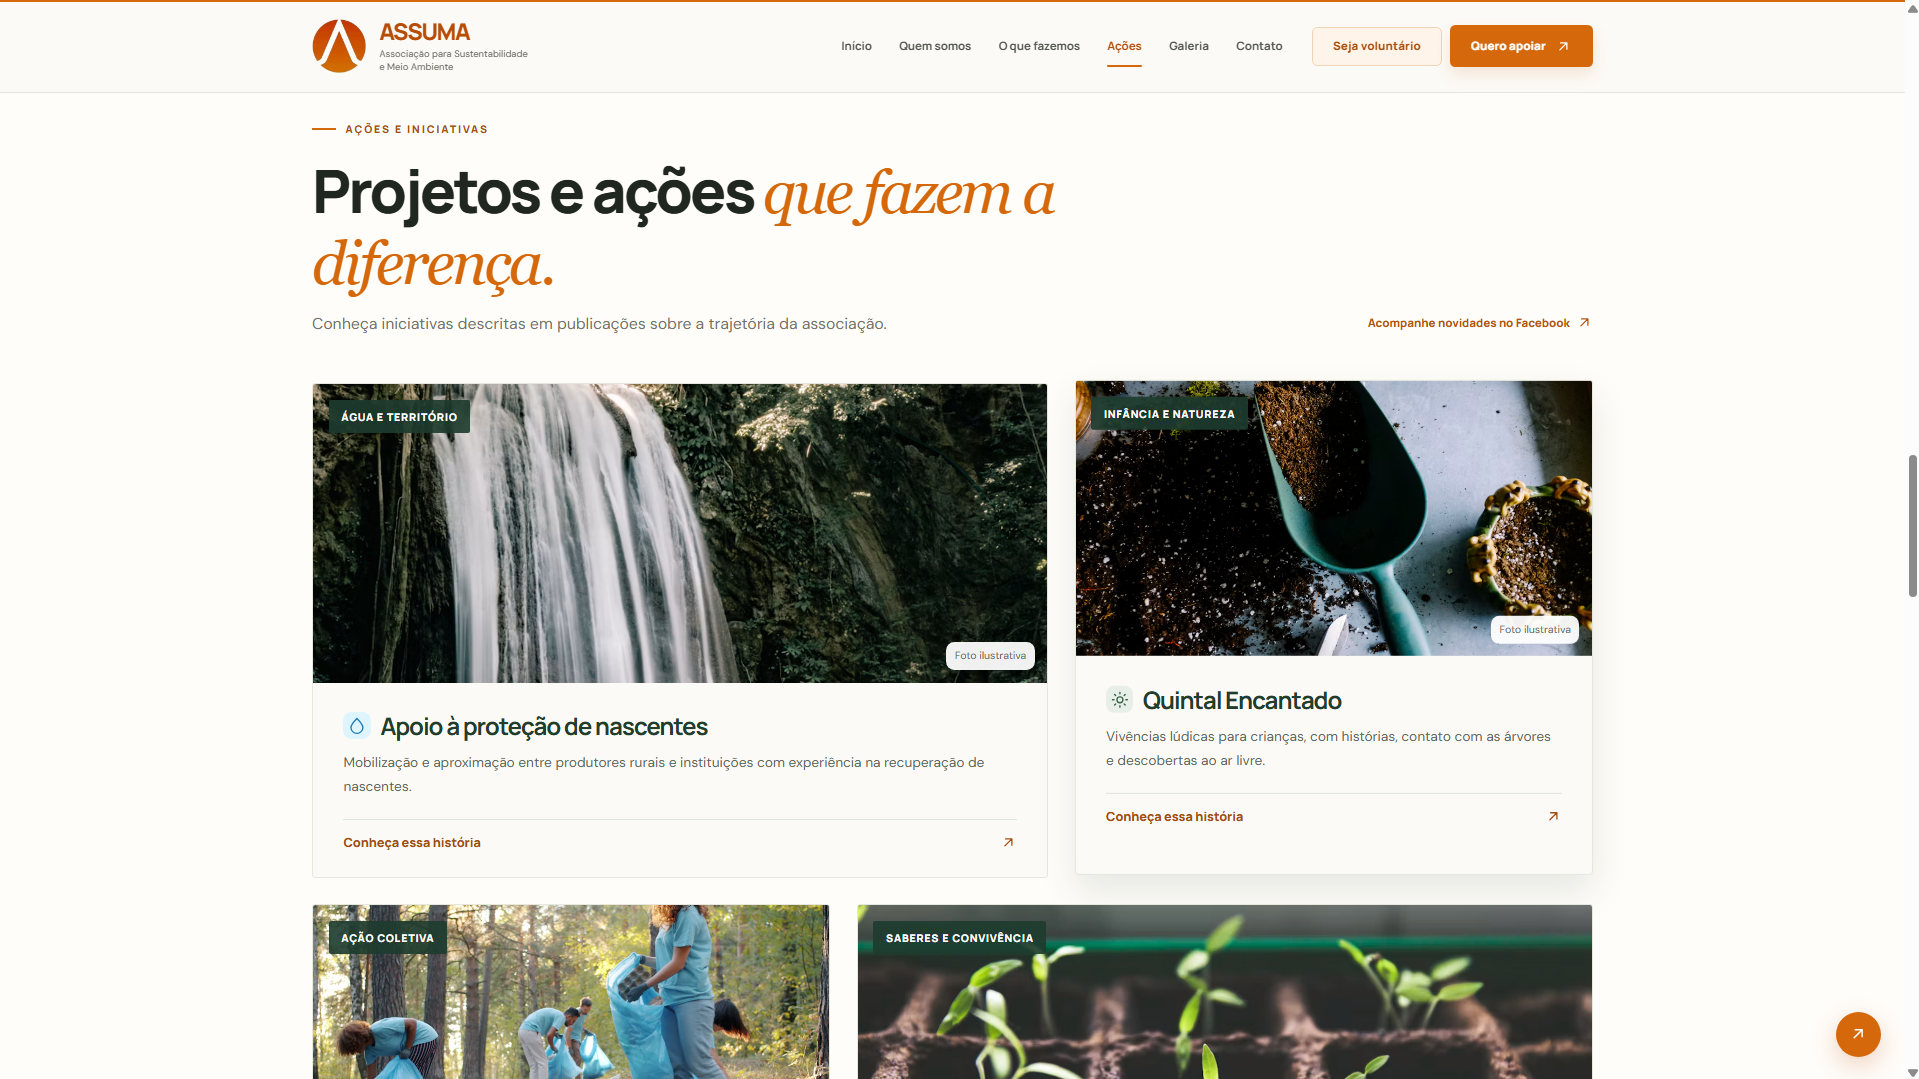 ASSUMA
Associação para Sustentabilidade
e Meio Ambiente
Início
Quem somos
O que fazemos
Ações
Galeria
Contato
Seja voluntário
Quero apoiar
AÇÕES E INICIATIVAS
Projetos e ações que fazem a
diferença.
Conheça iniciativas descritas em publicações sobre a trajetória da associação.
Acompanhe novidades no Facebook
ÁGUA E TERRITÓRIO
Foto ilustrativa
Apoio à proteção de nascentes
Mobilização e aproximação entre produtores rurais e instituições com experiência na recuperação de
nascentes.
Conheça essa história
INFÂNCIA E NATUREZA
Foto ilustrativa
Quintal Encantado
Vivências lúdicas para crianças, com histórias, contato com as árvores
e descobertas ao ar livre.
Conheça essa história
AÇÃO COLETIVA
SABERES E CONVIVÊNCIA